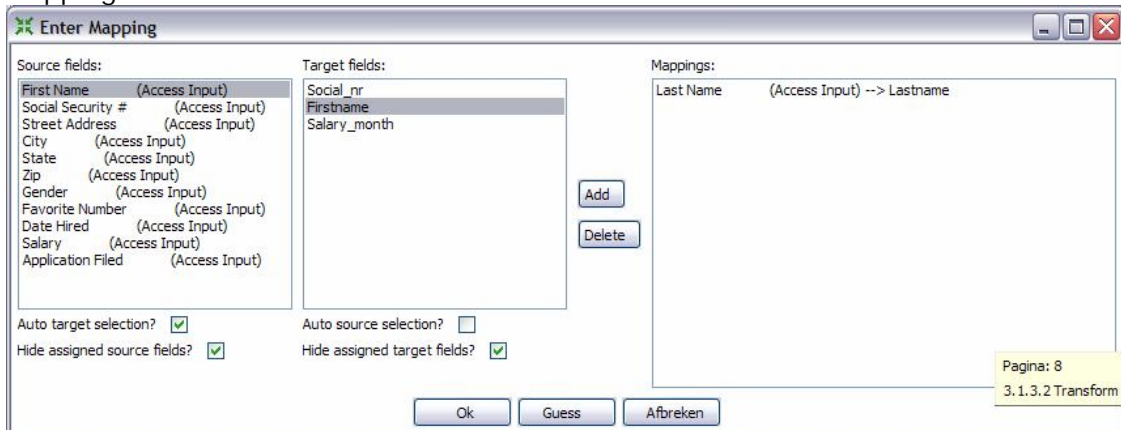 Enter Mapping
Source fields:
Target fields:
Mappings:
First Name (Access Input)
Social Security # (Access Input)
Street Address (Access Input)
City (Access Input)
State (Access Input)
Zip (Access Input)
Gender (Access Input)
Favorite Number (Access Input)
Date Hired (Access Input)
Salary (Access Input)
Application Filed (Access Input)
Social_nr
Firstname
Salary_month
Last Name (Access Input) --> Lastname
Add
Delete
Auto target selection?
Auto source selection?
Hide assigned source fields?
Hide assigned target fields?
Ok
Guess
Afbreken
Pagina: 8
3.1.3.2 Transform